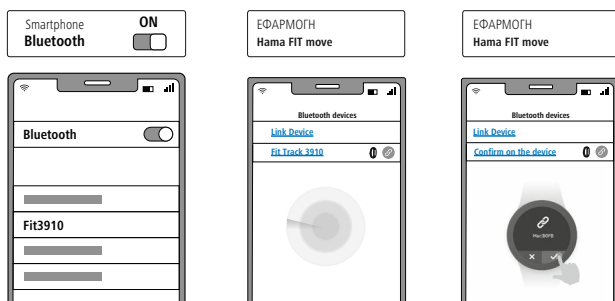 Smartphone
Bluetooth
ON
Bluetooth
Fit3910
ΕΦΑΡΜΟΓΗ
Hama FIT move
Bluetooth devices
Link Device
Fit Track 3910
ΕΦΑΡΜΟΓΗ
Hama FIT move
Bluetooth devices
Link Device
Confirm on the device